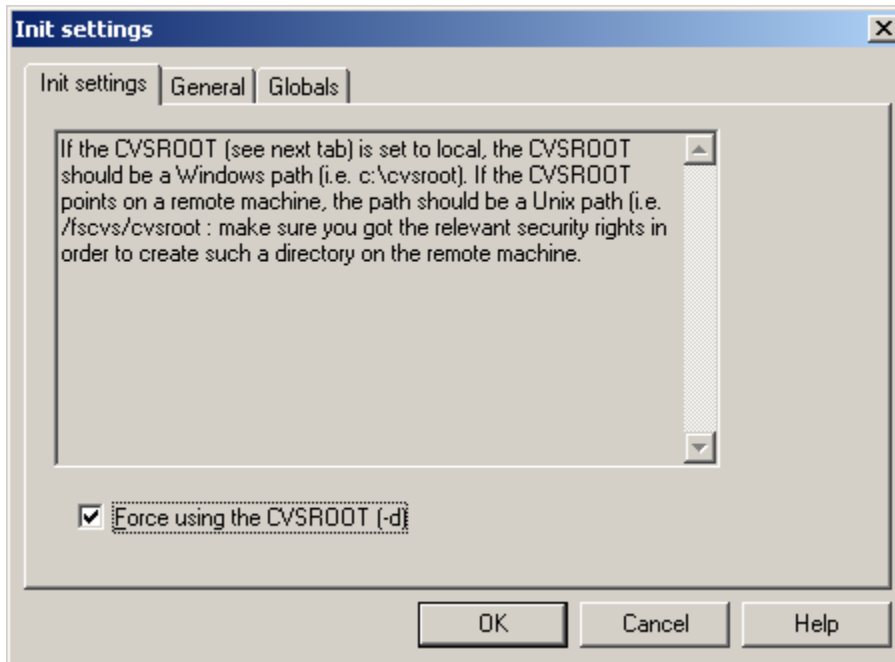 Init settings
Init settings
General
Globals
If the CVSROOT (see next tab) is set to local, the CVSROOT
should be a Windows path (i.e. c:\cvsroot). If the CVSROOT
points on a remote machine, the path should be a Unix path (i.e.
/fscvs/cvsroot : make sure you got the relevant security rights in
order to create such a directory on the remote machine.
Force using the CVSROOT (-d)
OK
Cancel
Help